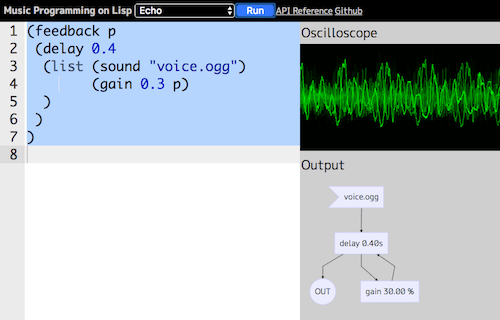 Music Programming on Lisp Echo Run API Reference Github
1 (feedback p
2 (delay 0.4
3 (list (sound "voice.ogg")
4 (gain 0.3 p)
5 )
6 )
7 )
8
Oscilloscope
Output
voice.ogg
delay 0.40s
OUT
gain 30.00 %